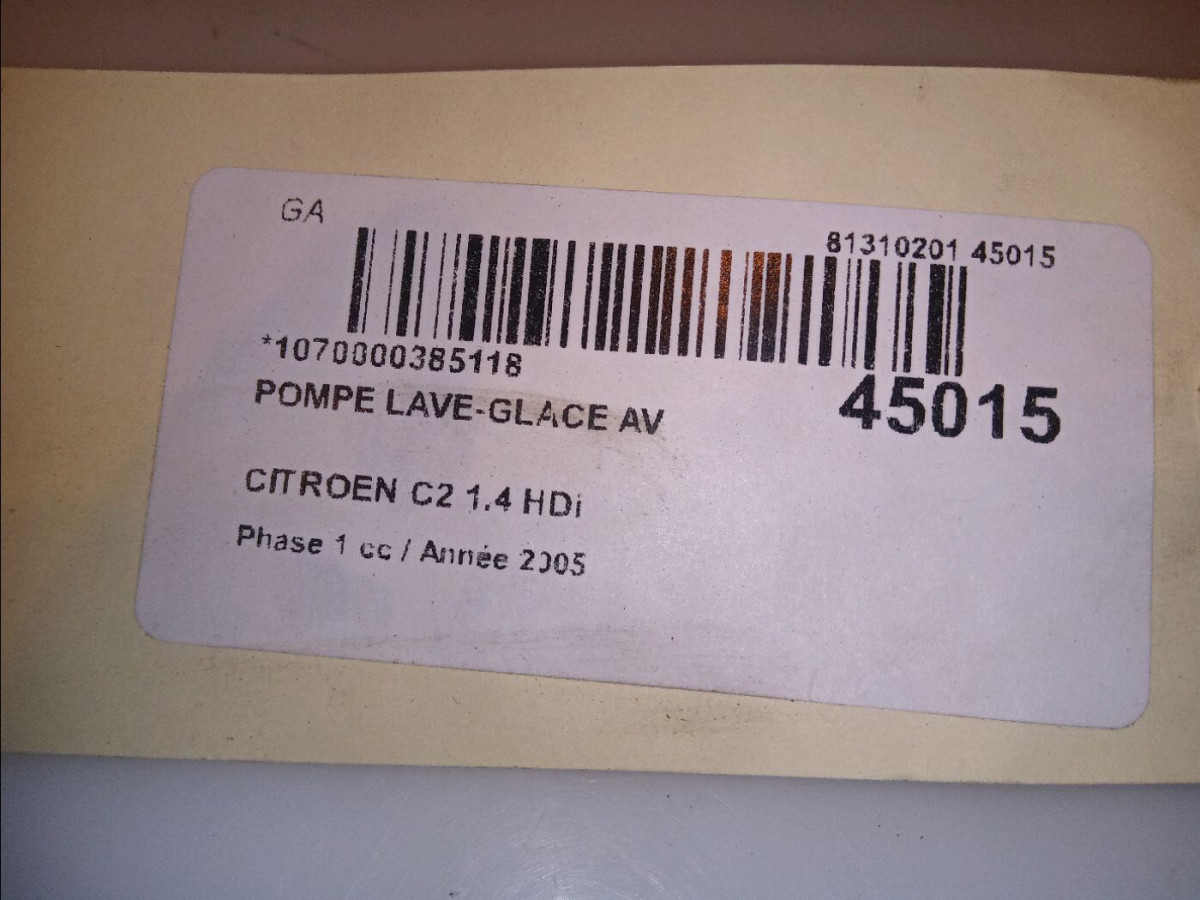 GA
81310201 45015
*1070000385118
45015
POMPE LAVE-GLACE AV
CITROEN C2 1.4 HDi
Phase 1 cc / Année 2005